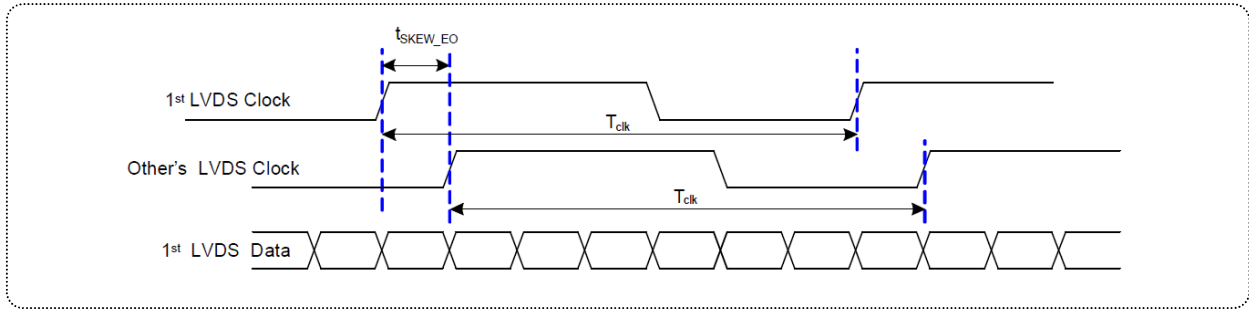 tSKEW_EO
1st LVDS Clock
Tclk
Other's LVDS Clock
Tclk
1st LVDS Data